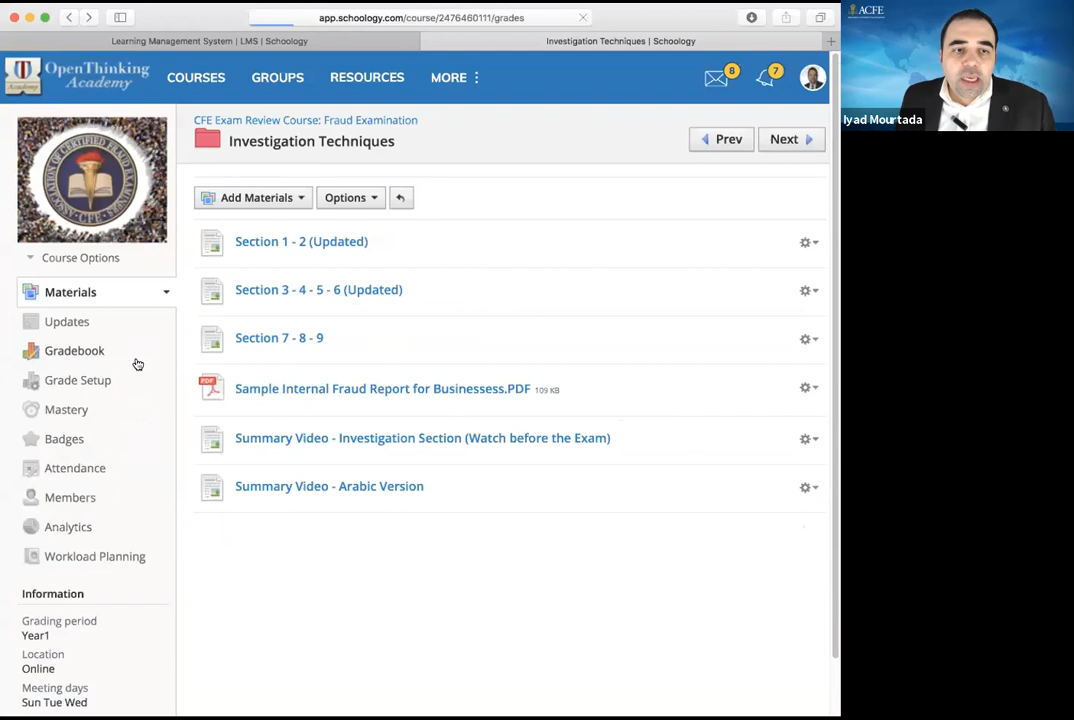 app.schoology.com/course/2476460111/grades
Learning Management System | LMS | Schoology
Investigation Techniques | Schoology
OpenThinking
Academy
COURSES
GROUPS
RESOURCES
MORE
8
7
ACFE
Iyad Mourtada
CFE Exam Review Course: Fraud Examination
Investigation Techniques
Prev
Next
Add Materials
Options
Course Options
Materials
Updates
Gradebook
Grade Setup
Mastery
Badges
Attendance
Members
Analytics
Workload Planning
Information
Grading period
Year1
Location
Online
Meeting days
Sun Tue Wed
Section 1 - 2 (Updated)
Section 3 - 4 - 5 - 6 (Updated)
Section 7 - 8 - 9
PDF
Sample Internal Fraud Report for Businessess.PDF 109 KB
Summary Video - Investigation Section (Watch before the Exam)
Summary Video - Arabic Version